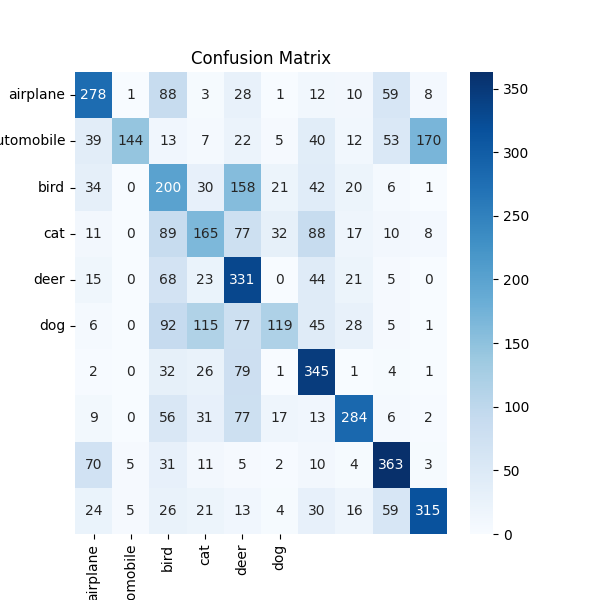 Confusion Matrix
airplane 278 1 88 3 28 1 12 10 59 8
utomobile 39 144 13 7 22 5 40 12 53 170
bird 34 0 200 30 158 21 42 20 6 1
cat 11 0 89 165 77 32 88 17 10 8
deer 15 0 68 23 331 0 44 21 5 0
dog 6 0 92 115 77 119 45 28 5 1
2 0 32 26 79 1 345 1 4 1
9 0 56 31 77 17 13 284 6 2
70 5 31 11 5 2 10 4 363 3
24 5 26 21 13 4 30 16 59 315
airplane omobile bird cat deer dog
350
300
250
200
150
100
50
0